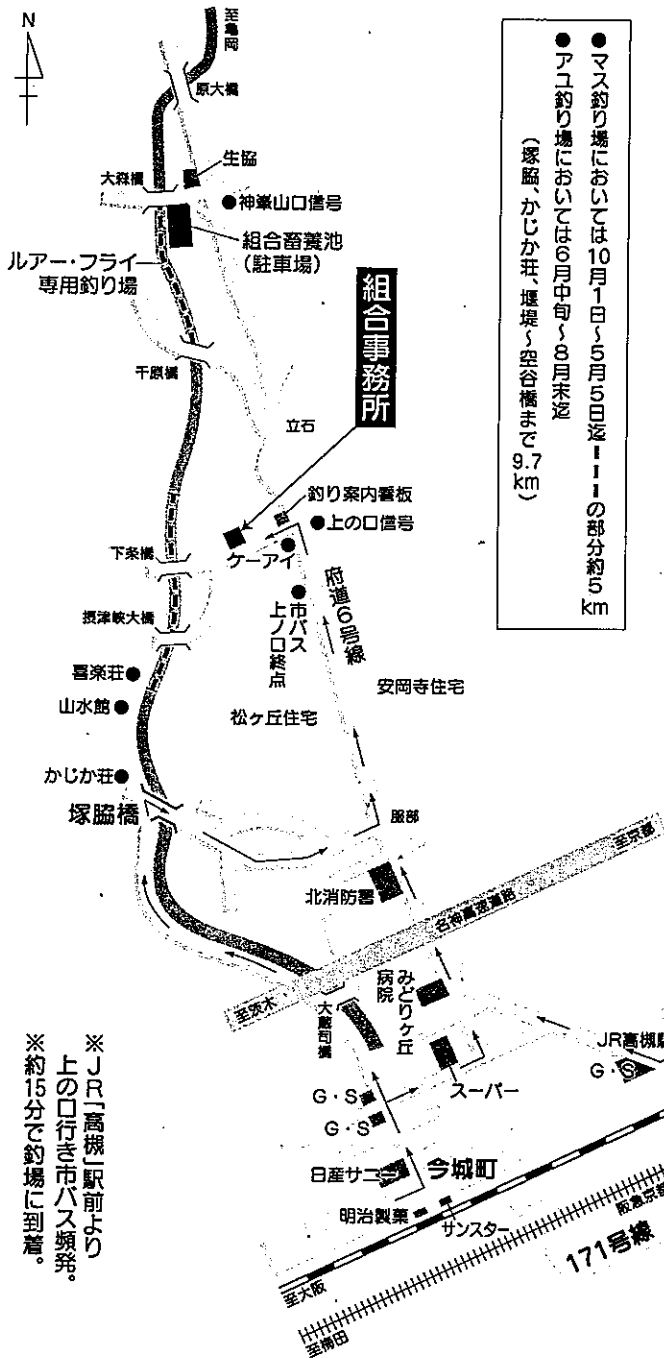 ● マス釣り場においては10月1日～5月5日迄━━━の部分約5km
● アユ釣り場においては6月中旬～8月末迄
（塚脇、かじか荘、堰堤～空谷橋まで9.7km）
N
至亀岡
原大橋
生協
大森橋
●神峯山口信号
組合畜養池
（駐車場）
ルアー・フライ
専用釣り場
組合事務所
干原橋
立石
釣り案内看板
●上の口信号
ケーアイ
下条橋
市バス
上ノ口終点
府道6号線
摂津峡大橋
喜楽荘●
山水館●
松ヶ丘住宅
安岡寺住宅
かじか荘●
塚脇橋
服部
北消防署
至京都
名神高速道路
至茨木
みどりヶ丘
病院
大蔵司橋
JR高槻駅
G・S
スーパー
G・S
G・S
日産サニー
今城町
明治製菓
サンスター
阪急京都
171号線
至大阪
至梅田
※JR「高槻」駅前より
上の口行き市バス頻発。
※約15分で釣場に到着。